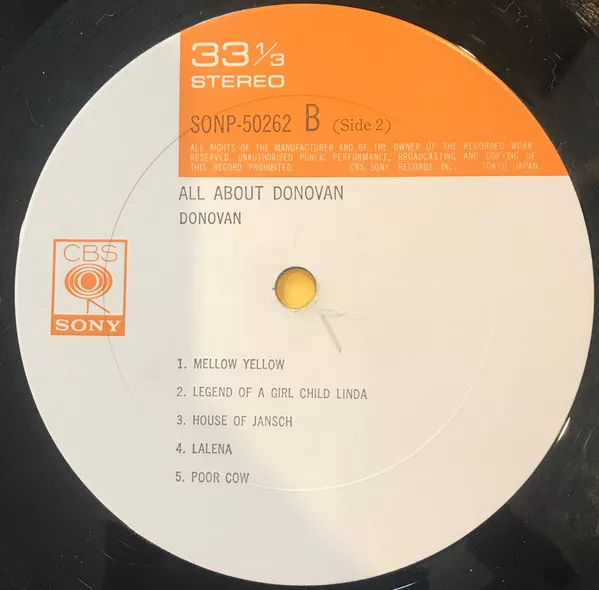 33 1/3
STEREO
SONP-50262 B (Side 2)
ALL RIGHTS OF THE MANUFACTURER AND OF THE OWNER OF THE RECORDED WORK
RESERVED. UNAUTHORIZED PUBLIC PERFORMANCE, BROADCASTING AND COPYING OF
THIS RECORD PROHIBITED. CBS/SONY RECORDS INC. TOKYO JAPAN.
ALL ABOUT DONOVAN
DONOVAN
CBS
SONY
1. MELLOW YELLOW
2. LEGEND OF A GIRL CHILD LINDA
3. HOUSE OF JANSCH
4. LALENA
5. POOR COW